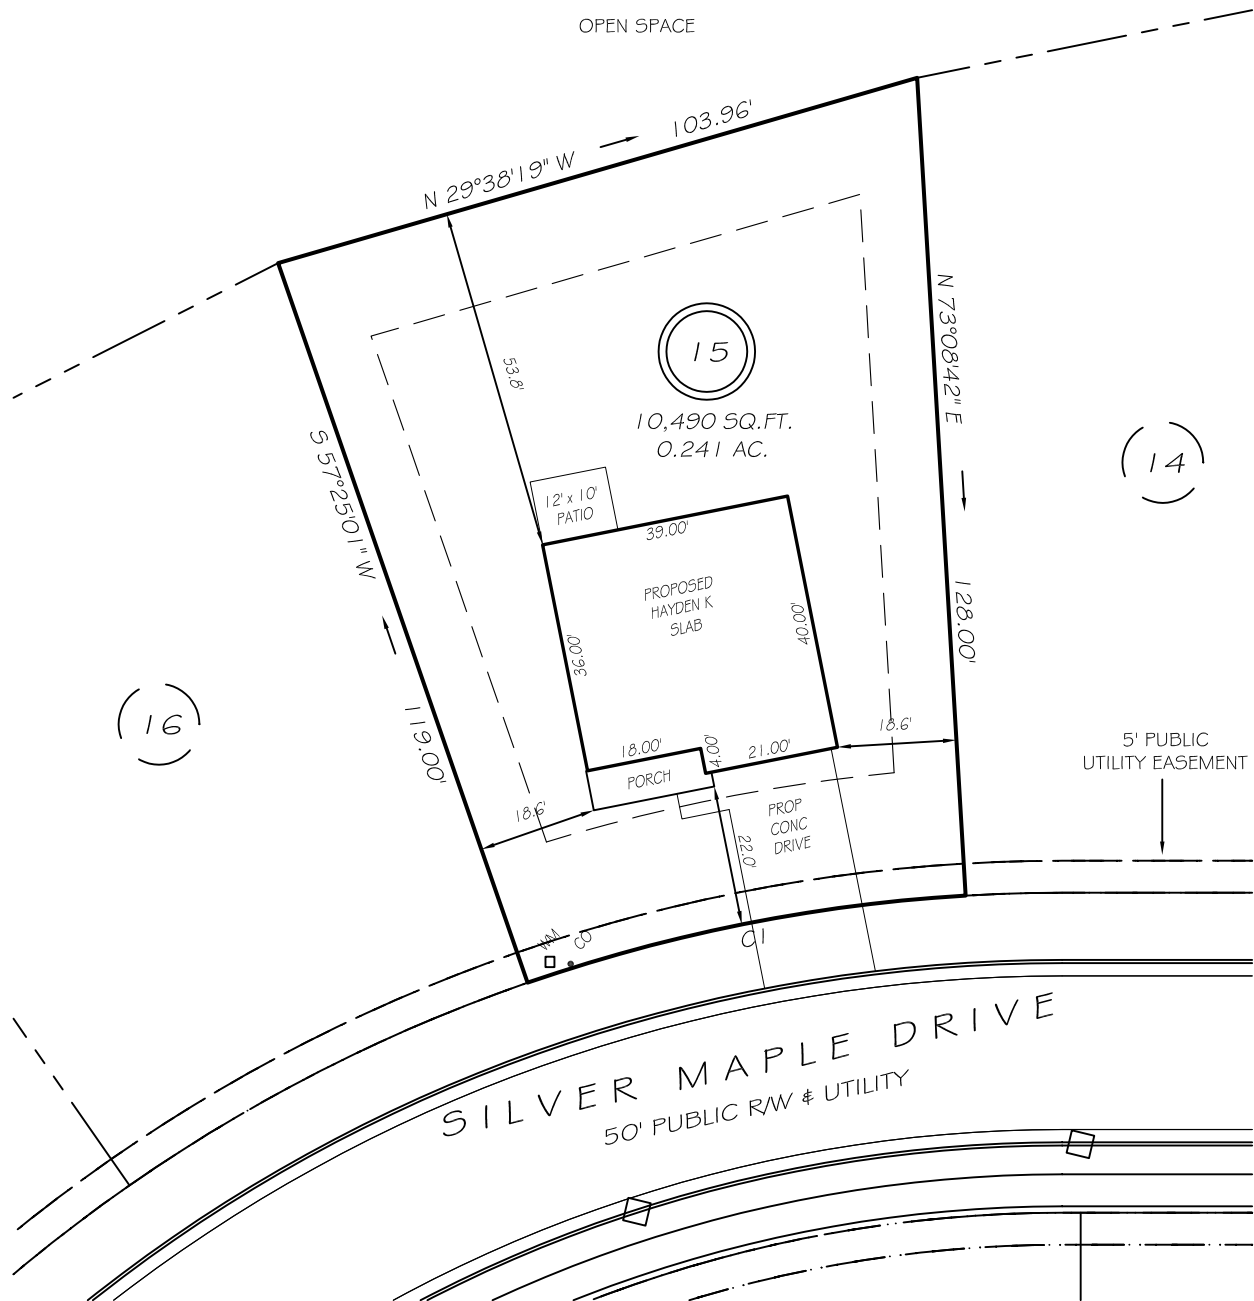 OPEN SPACE
N 29°38'19" W
103.96'
S 57°25'01" W
119.00'
N 73°08'42" E
128.00'
15
10,490 SQ.FT.
0.241 AC.
14
16
53.8'
12' x 10'
PATIO
39.00'
PROPOSED
HAYDEN K
SLAB
36.00'
40.00'
18.00'
4.00'
21.00'
18.6'
PORCH
18.6'
PROP
CONC
DRIVE
22.0'
5' PUBLIC
UTILITY EASEMENT
WM
CO
C1
SILVER MAPLE DRIVE
50' PUBLIC R/W & UTILITY